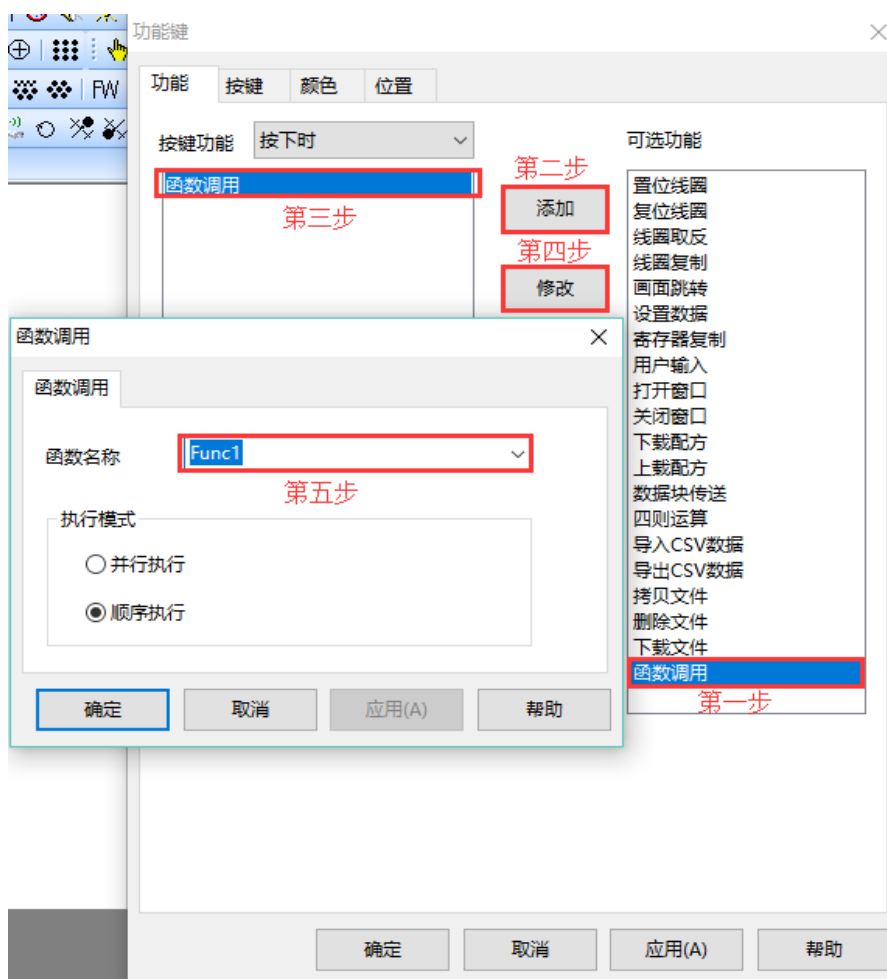 功能键
FW
功能
按键
颜色
位置
按键功能
按下时
可选功能
函数调用
第三步
第二步
添加
第四步
修改
置位线圈
复位线圈
线圈取反
线圈复制
画面跳转
设置数据
寄存器复制
用户输入
打开窗口
关闭窗口
下载配方
上载配方
数据块传送
四则运算
导入CSV数据
导出CSV数据
拷贝文件
删除文件
下载文件
函数调用
第一步
函数调用
函数调用
函数名称
Func1
第五步
执行模式
并行执行
顺序执行
确定
取消
应用(A)
帮助
确定
取消
应用(A)
帮助